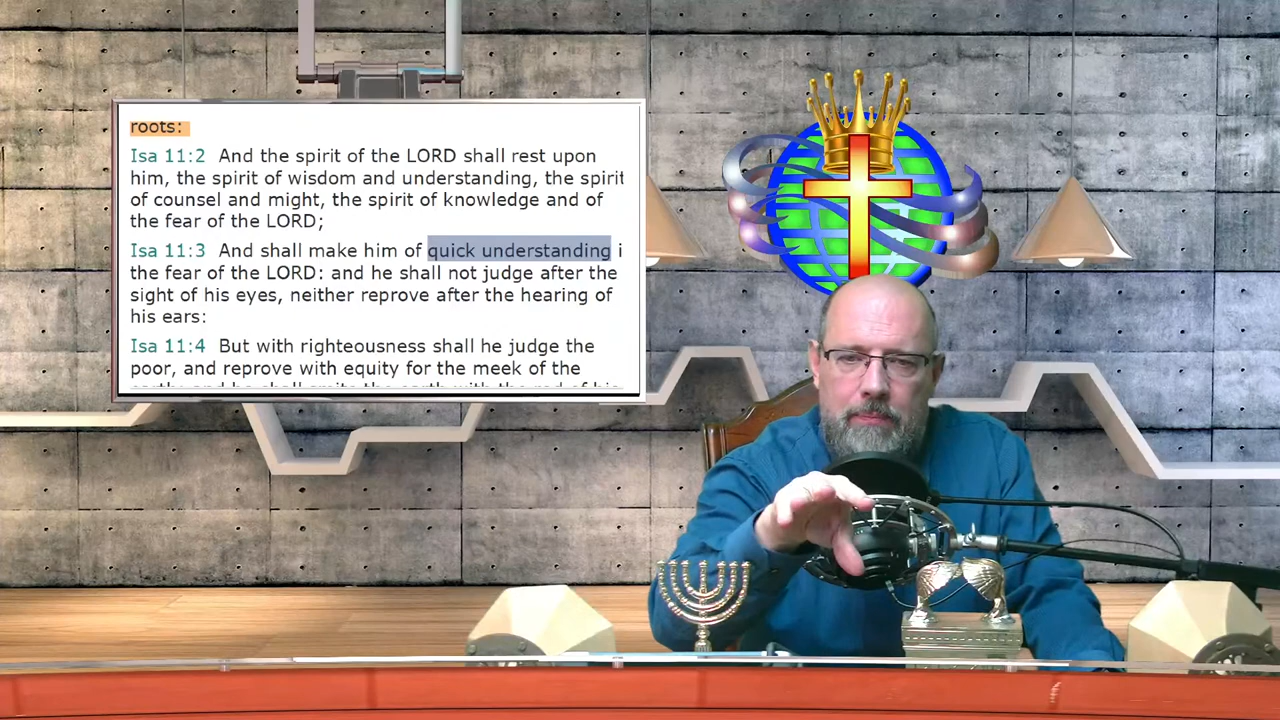 roots:
Isa 11:2 And the spirit of the LORD shall rest upon
him, the spirit of wisdom and understanding, the spirit
of counsel and might, the spirit of knowledge and of
the fear of the LORD;
Isa 11:3 And shall make him of quick understanding i
the fear of the LORD: and he shall not judge after the
sight of his eyes, neither reprove after the hearing of
his ears:
Isa 11:4 But with righteousness shall he judge the
poor, and reprove with equity for the meek of the